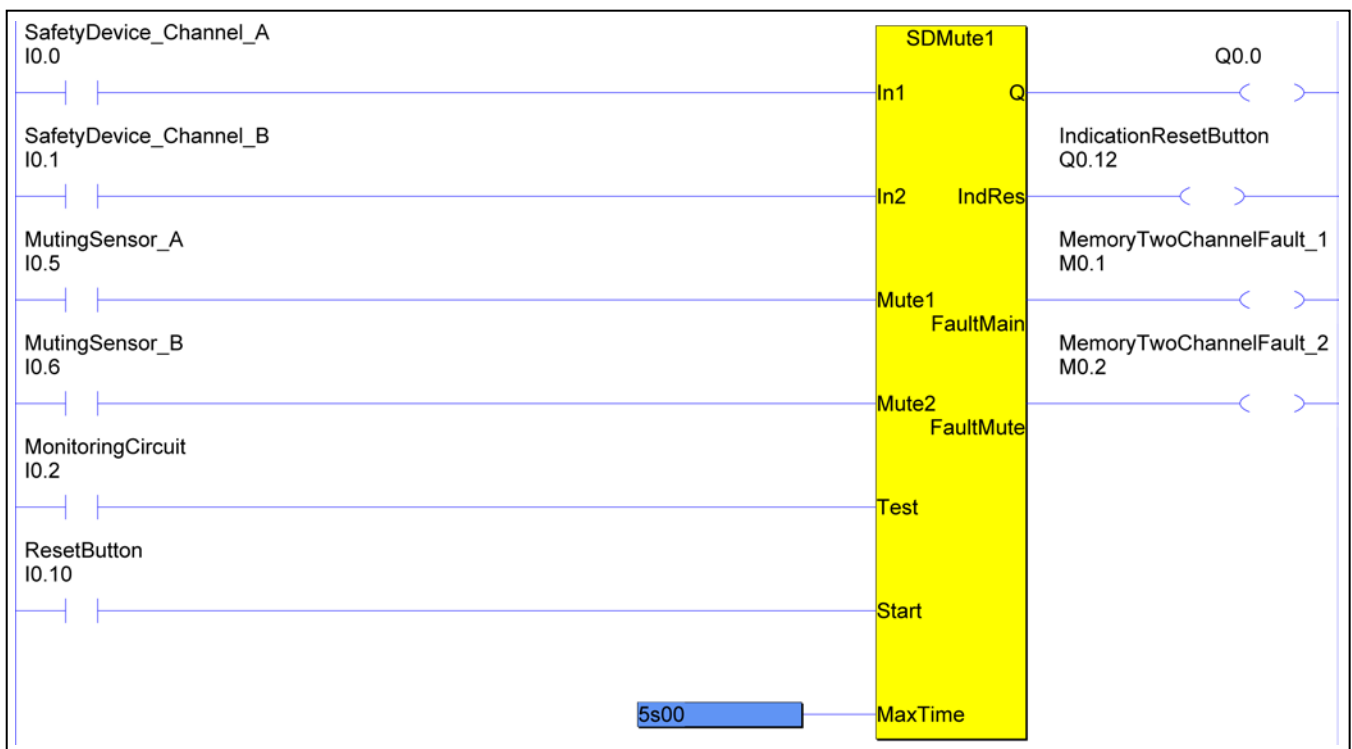 SafetyDevice_Channel_A
I0.0
SDMute1
Q0.0
In1
Q
SafetyDevice_Channel_B
I0.1
IndicationResetButton
Q0.12
In2
IndRes
MutingSensor_A
I0.5
MemoryTwoChannelFault_1
M0.1
Mute1
FaultMain
MutingSensor_B
I0.6
MemoryTwoChannelFault_2
M0.2
Mute2
FaultMute
MonitoringCircuit
I0.2
Test
ResetButton
I0.10
Start
5s00
MaxTime